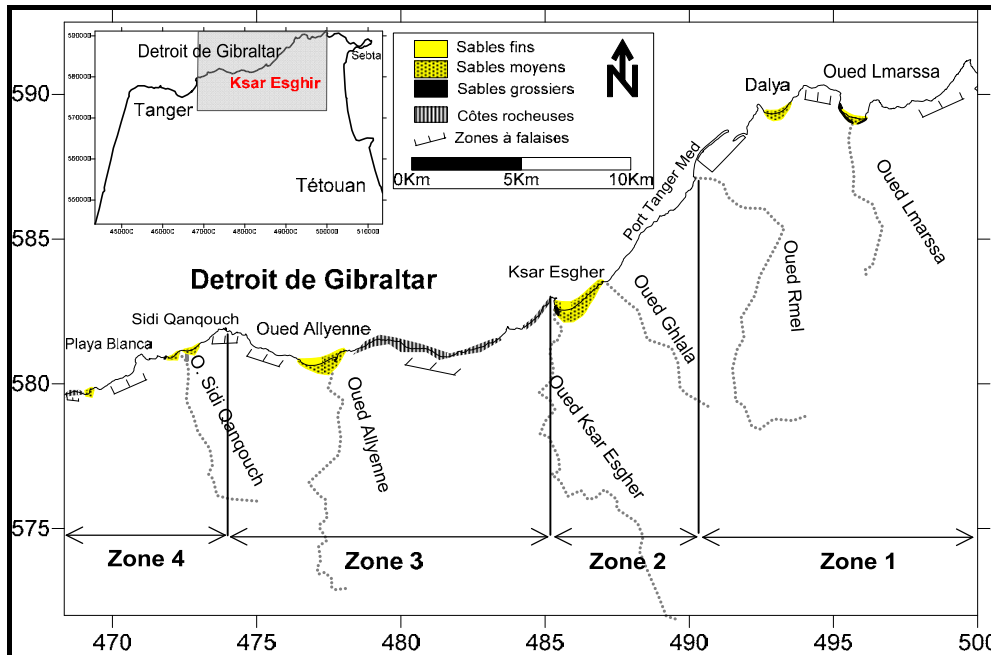 Detroit de Gibraltar
Sebta
Ksar Esghir
Tanger
Tétouan
590000
580000
570000
560000
550000
450000
460000
470000
480000
490000
500000
510000
Sables fins
Sables moyens
Sables grossiers
Côtes rocheuses
Zones à falaises
0Km
5Km
10Km
N
Dalya
Oued Lmarssa
Port Tanger Med
Oued Lmarssa
Oued Rmel
Detroit de Gibraltar
Ksar Esgher
Oued Ghlala
Sidi Qanqouch
Oued Allyenne
Playa Blanca
O. Sidi Qanqouch
Oued Allyenne
Oued Ksar Esgher
Zone 4
Zone 3
Zone 2
Zone 1
590
585
580
575
470
475
480
485
490
495
500